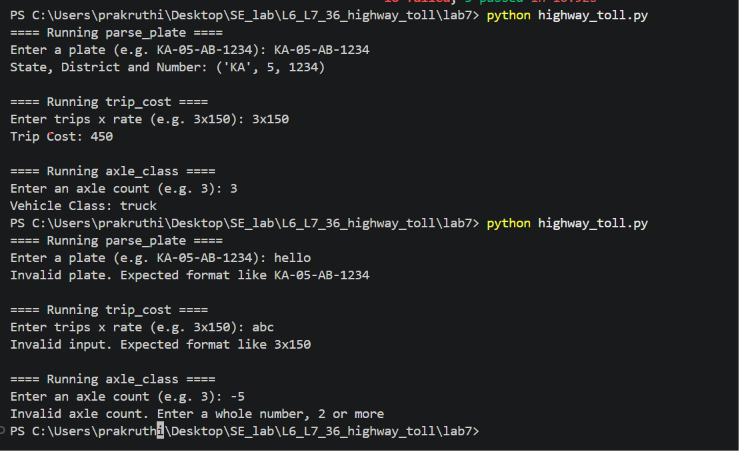 PS C:\Users\prakruthi\Desktop\SE_lab\L6_L7_36_highway_toll\lab7> python highway_toll.py
==== Running parse_plate ====
Enter a plate (e.g. KA-05-AB-1234): KA-05-AB-1234
State, District and Number: ('KA', 5, 1234)
==== Running trip_cost ====
Enter trips x rate (e.g. 3x150): 3x150
Trip Cost: 450
==== Running axle_class ====
Enter an axle count (e.g. 3): 3
Vehicle Class: truck
PS C:\Users\prakruthi\Desktop\SE_lab\L6_L7_36_highway_toll\lab7> python highway_toll.py
==== Running parse_plate ====
Enter a plate (e.g. KA-05-AB-1234): hello
Invalid plate. Expected format like KA-05-AB-1234
==== Running trip_cost ====
Enter trips x rate (e.g. 3x150): abc
Invalid input. Expected format like 3x150
==== Running axle_class ====
Enter an axle count (e.g. 3): -5
Invalid axle count. Enter a whole number, 2 or more
PS C:\Users\prakruthi\Desktop\SE_lab\L6_L7_36_highway_toll\lab7>